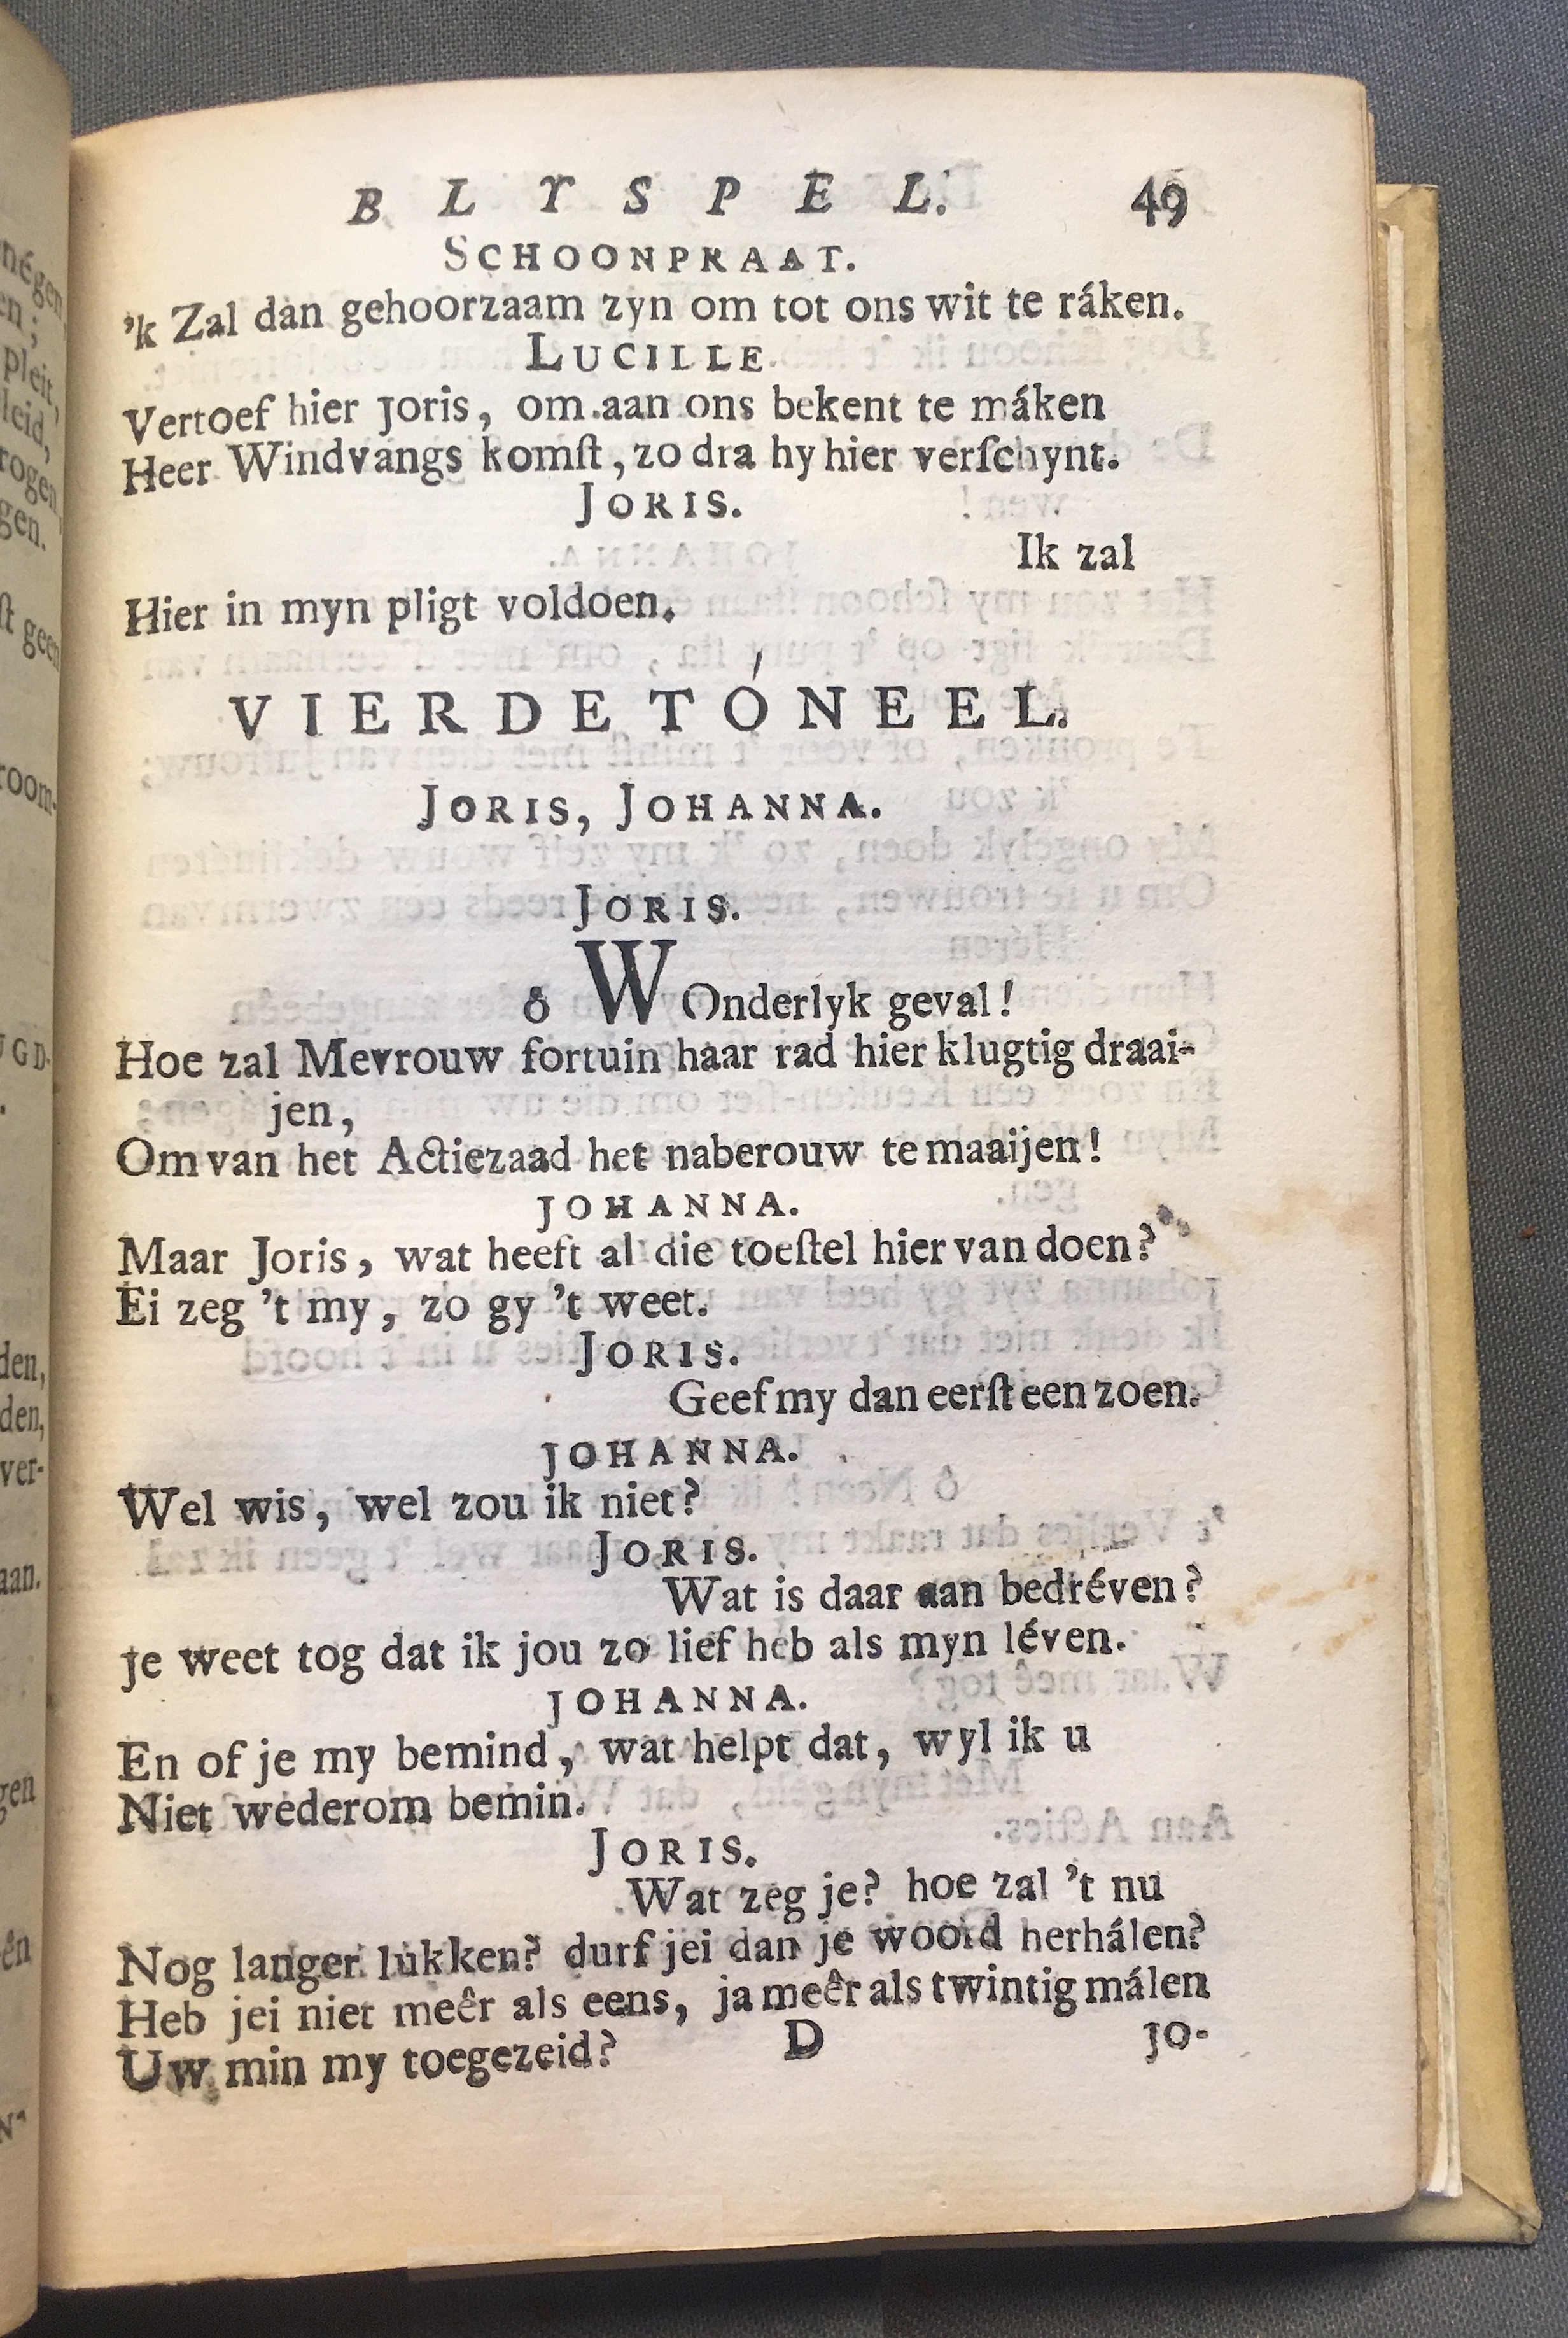 BLYSPEL. 49
SCHOONPRAAT.
'k Zal dan gehoorzaam zyn om tot ons wit te ráken.
LUCILLE.
Vertoef hier Joris, om aan ons bekent te máken
Heer Windvangs komſt, zo dra hy hier verſchynt.
JORIS.
Ik zal
Hier in myn pligt voldoen.
VIERDE TÓNEEL.
JORIS, JOHANNA.
JORIS.
ô WOnderlyk geval!
Hoe zal Mevrouw fortuin haar rad hier klugtig draai-
jen,
Om van het Actiezaad het naberouw te maaijen!
JOHANNA.
Maar Joris, wat heeft al die toeſtel hier van doen?
Ei zeg 't my, zo gy 't weet.
JORIS.
Geef my dan eerſt een zoen.
JOHANNA.
Wel wis, wel zou ik niet?
JORIS.
Wat is daar aan bedréven?
Je weet tog dat ik jou zo lief heb als myn léven.
JOHANNA.
En of je my bemind, wat helpt dat, wyl ik u
Niet wederom bemin.
JORIS.
Wat zeg je? hoe zal 't nu
Nog langer lukken? durf jei dan je woord herhálen?
Heb jei niet meêr als eens, ja meêr als twintig málen
Uw min my toegezeid?
D JO-